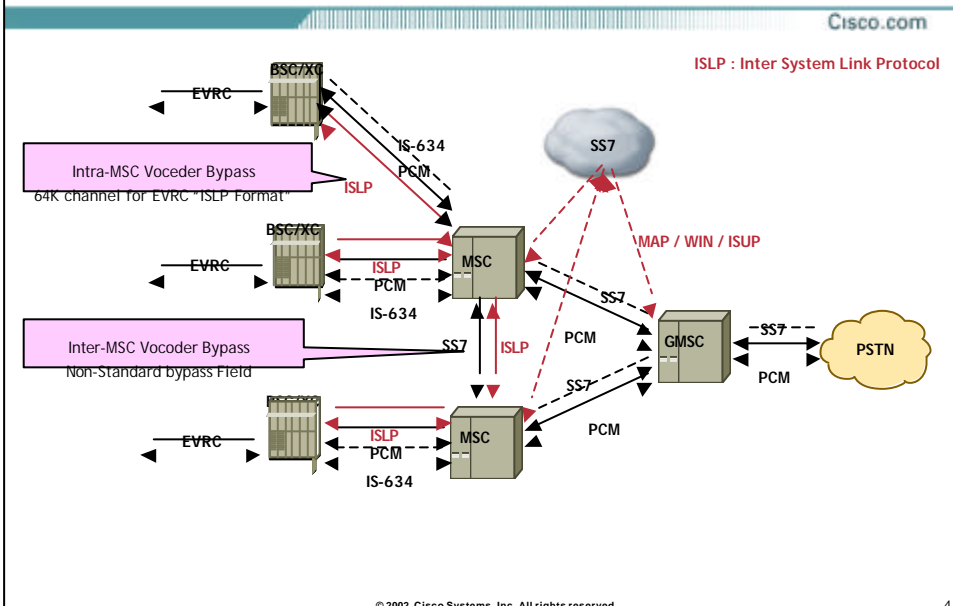 Cisco.com
ISLP : Inter System Link Protocol
BSC/XC
EVRC
IS-634
PCM
ISLP
SS7
Intra-MSC Voceder Bypass
64K channel for EVRC "ISLP Format"
BSC/XC
EVRC
ISLP
PCM
IS-634
MSC
MAP / WIN / ISUP
SS7
PCM
GMSC
SS7
PCM
PSTN
Inter-MSC Vocoder Bypass
Non-Standard bypass Field
SS7
ISLP
SS7
PCM
EVRC
ISLP
PCM
IS-634
MSC
© 2002, Cisco Systems, Inc. All rights reserved.
4